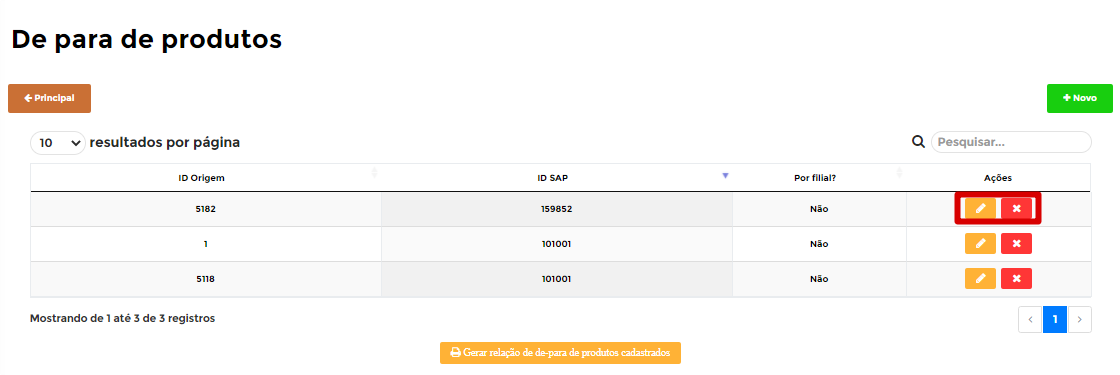 De para de produtos
Principal
Novo
10 resultados por página
Pesquisar...
ID Origem ID SAP Por filial? Ações
5182 159852 Não
1 101001 Não
5118 101001 Não
Mostrando de 1 até 3 de 3 registros
1
Gerar relação de de-para de produtos cadastrados